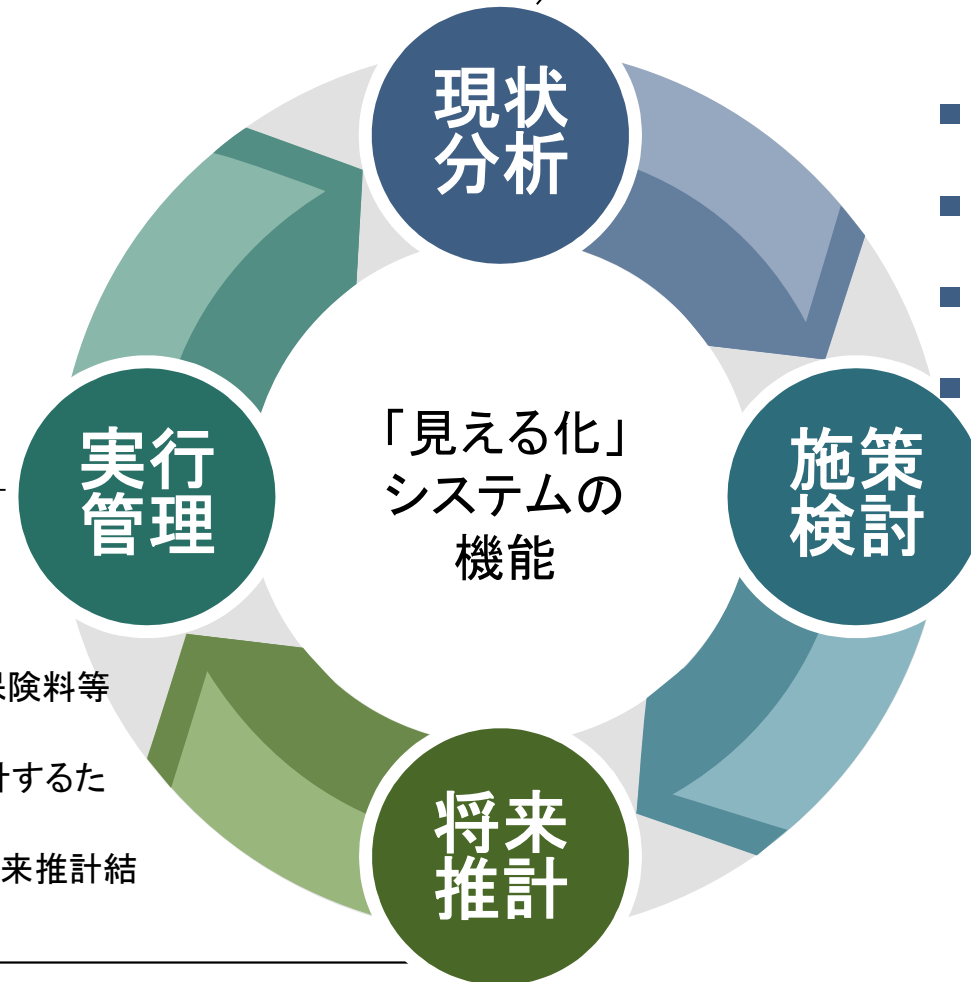 現状
分析
「見える化」
システムの
機能
実行
管理
施策
検討
険料等
するた
来推計結
将来
推計